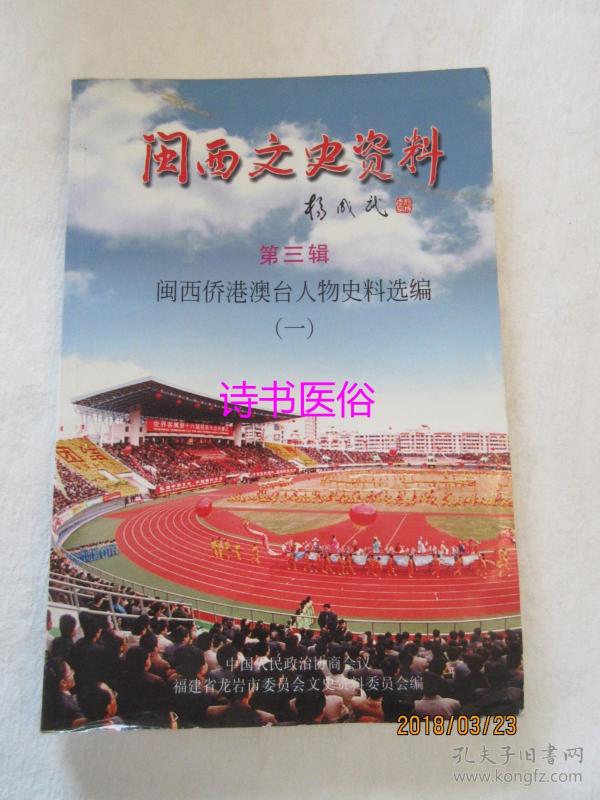 闽西文史资料
杨成武
第三辑
闽西侨港澳台人物史料选编
(一)
诗书医俗
中国人民政治协商会议
福建省龙岩市委员会文史资料委员会编
2018/03/23
孔夫子旧书网
www.kongfz.com